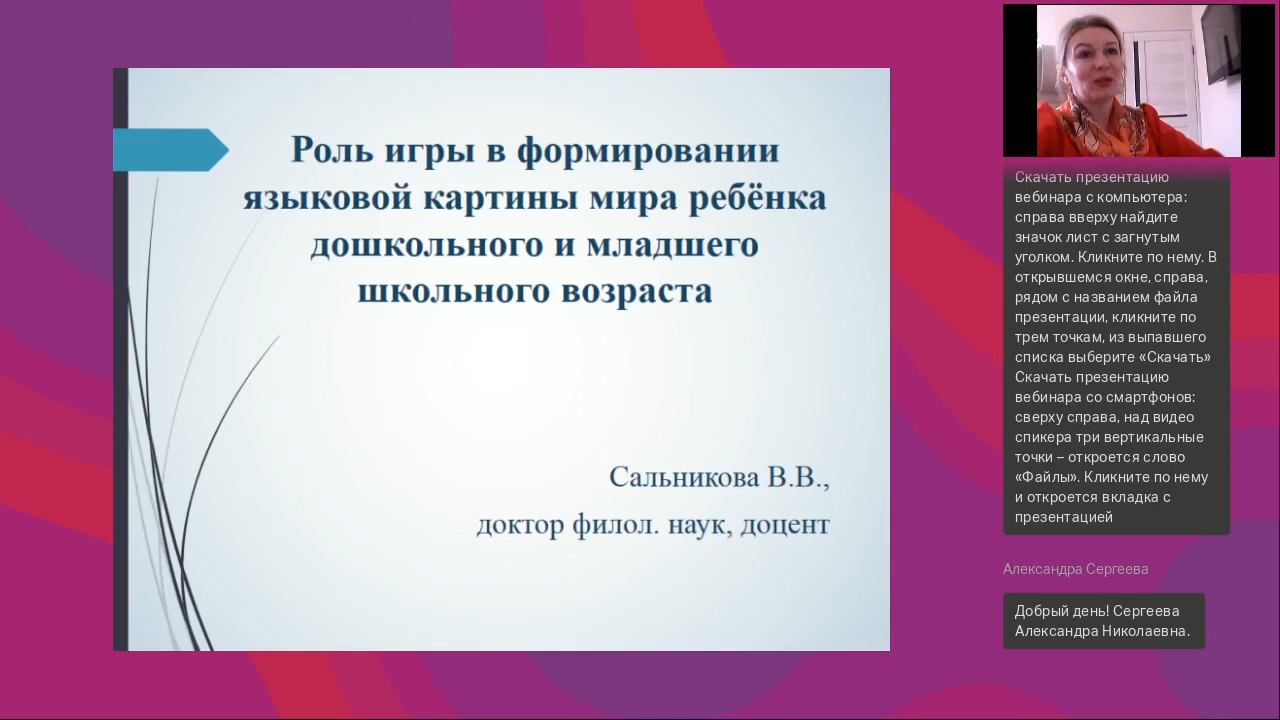 Роль игры в формировании
языковой картины мира ребёнка
дошкольного и младшего
школьного возраста
Сальникова В.В.,
доктор филол. наук, доцент
Скачать презентацию
вебинара с компьютера:
справа вверху найдите
значок лист с загнутым
уголком. Кликните по нему. В
открывшемся окне, справа,
рядом с названием файла
презентации, кликните по
трем точкам, из выпавшего
списка выберите «Скачать»
Скачать презентацию
вебинара со смартфонов:
сверху справа, над видео
спикера три вертикальные
точки – откроется слово
«Файлы». Кликните по нему
и откроется вкладка с
презентацией
Александра Сергеева
Добрый день! Сергеева
Александра Николаевна.